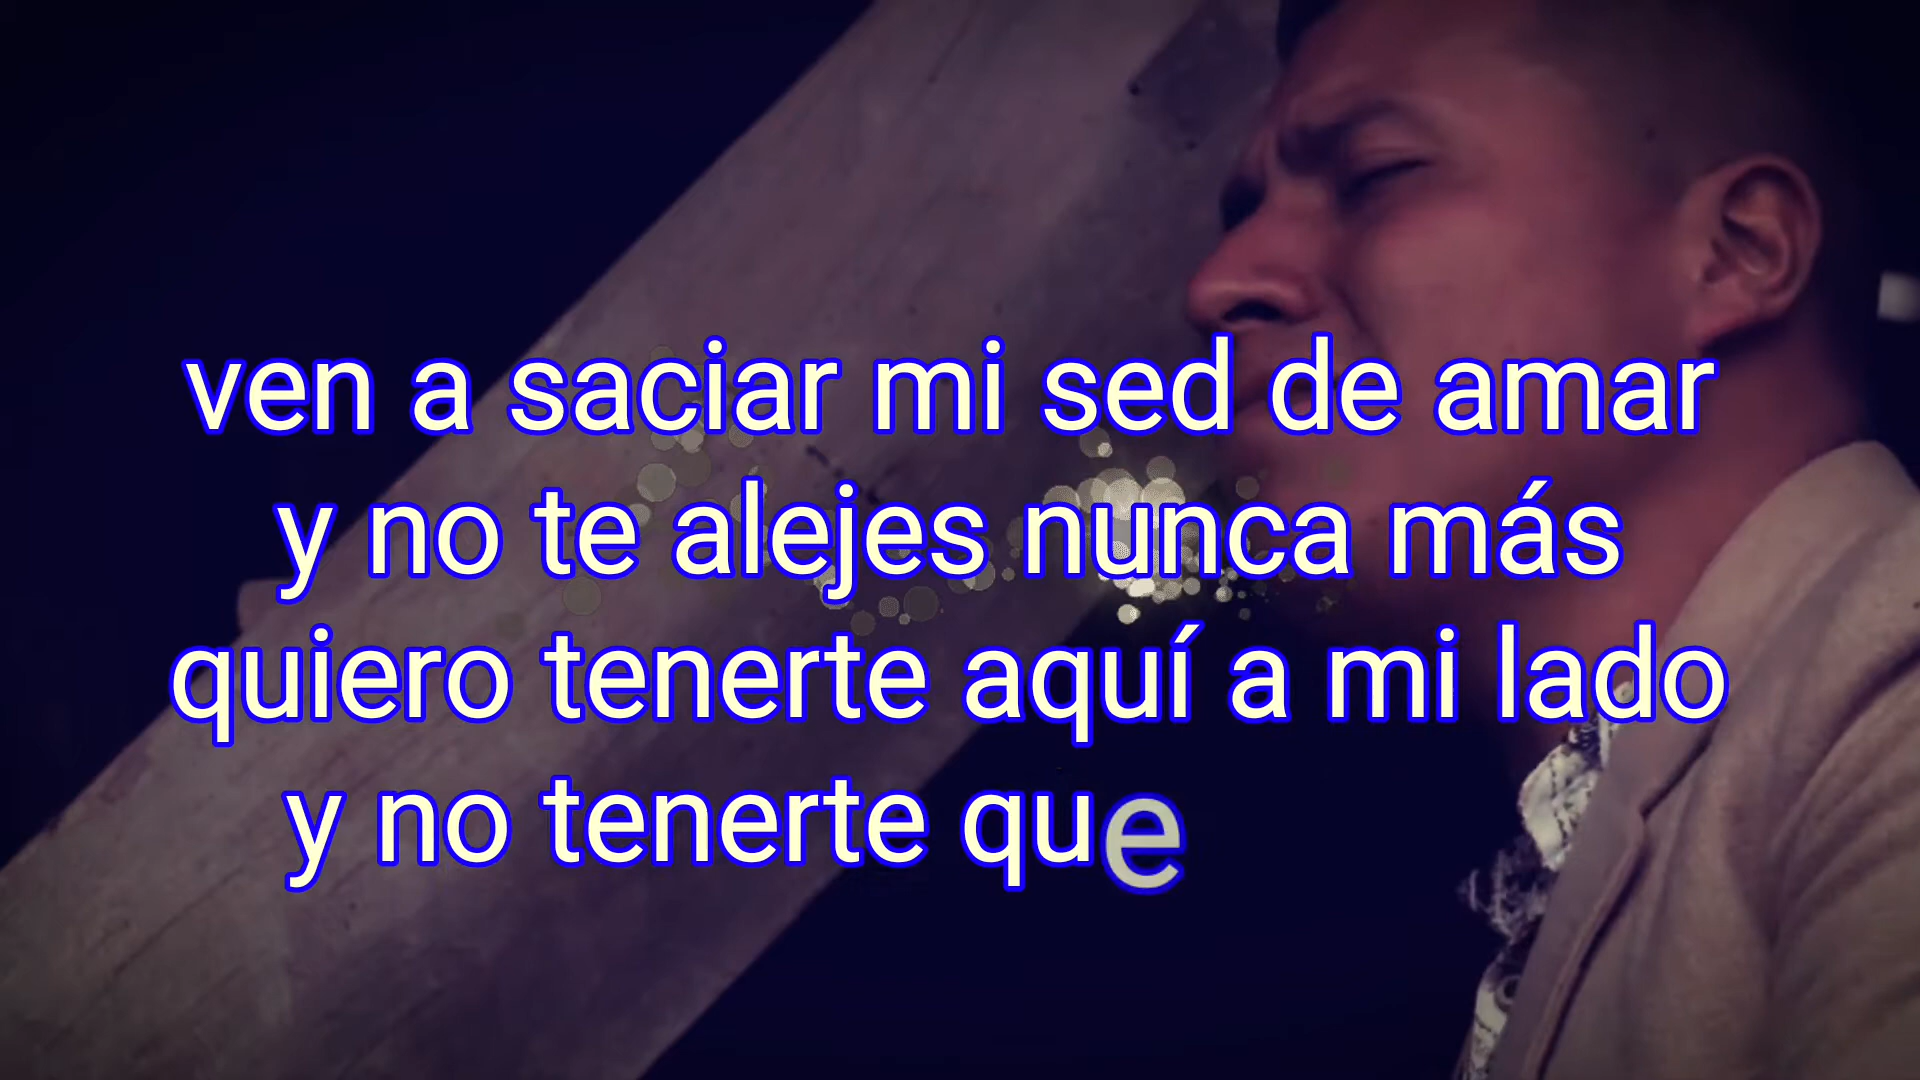 ven a saciar mi sed de amar
y no te alejes nunca más
quiero tenerte aquí a mi lado
y no tenerte que